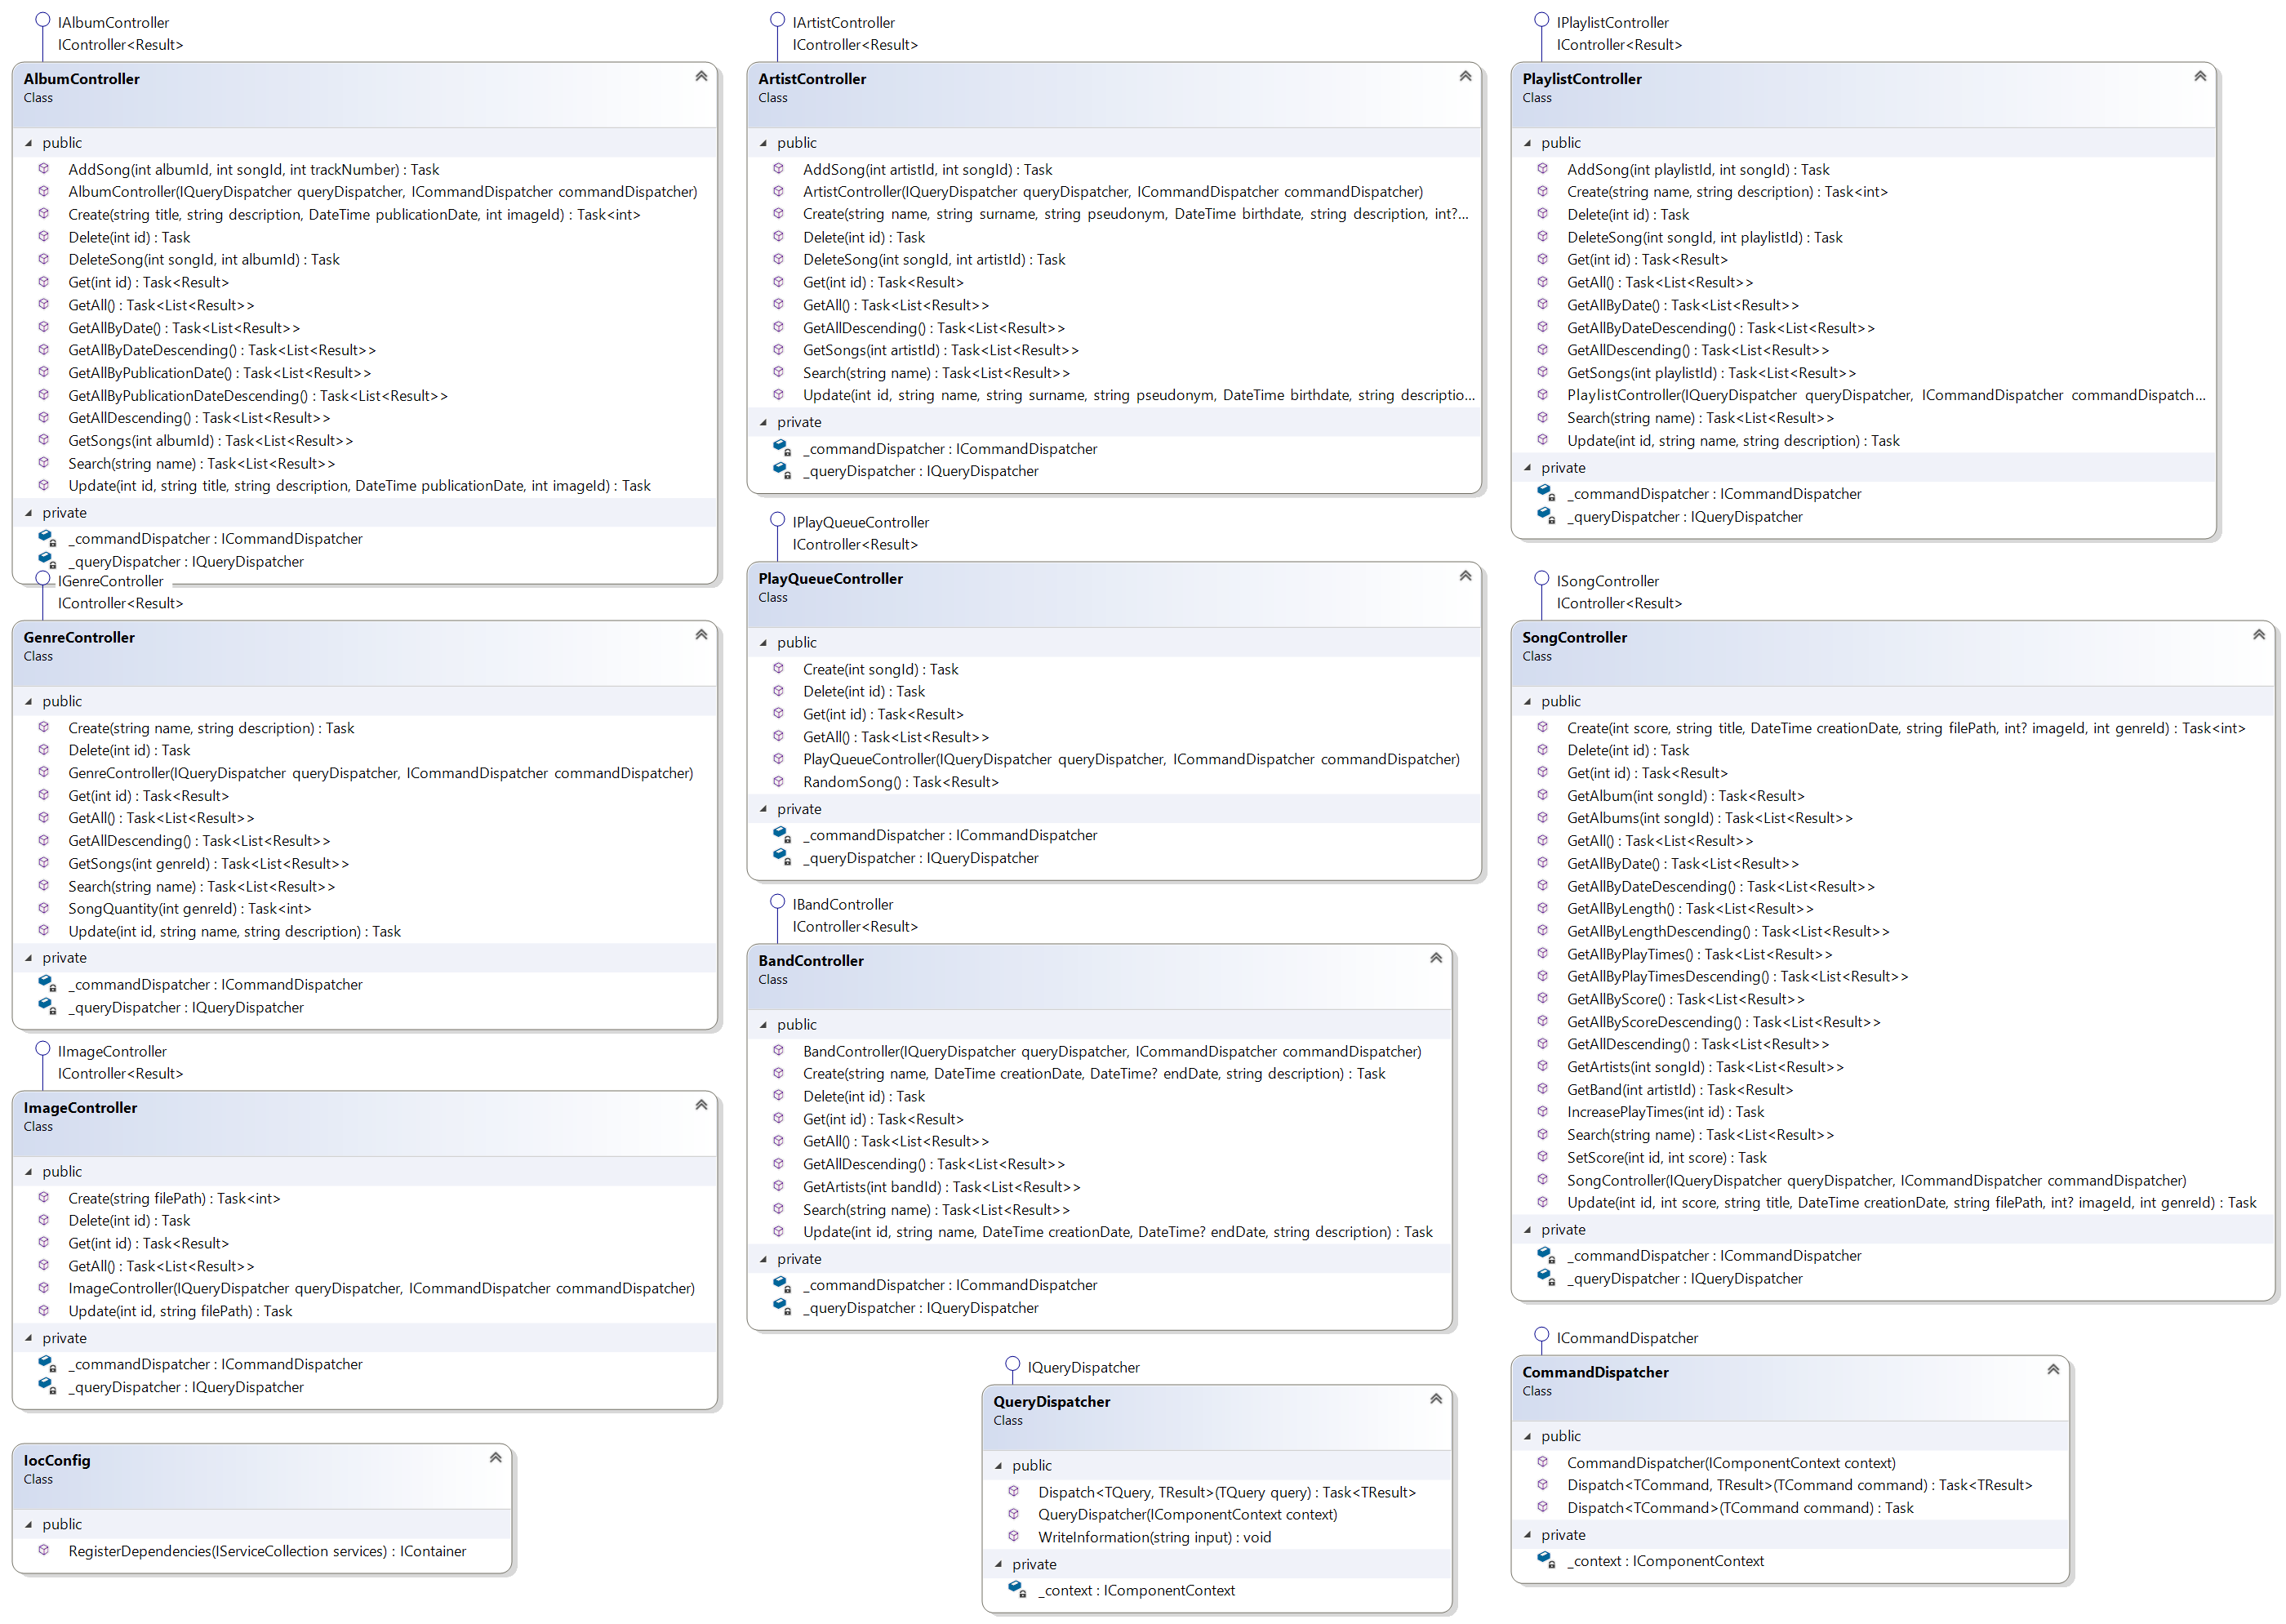 IAlbumController
IController<Result>
AlbumController
Class
public
AddSong(int albumId, int songId, int trackNumber) : Task
AlbumController(IQueryDispatcher queryDispatcher, ICommandDispatcher commandDispatcher)
Create(string title, string description, DateTime publicationDate, int imageId) : Task<int>
Delete(int id) : Task
DeleteSong(int songId, int albumId) : Task
Get(int id) : Task<Result>
GetAll() : Task<List<Result>>
GetAllByDate() : Task<List<Result>>
GetAllByDateDescending() : Task<List<Result>>
GetAllByPublicationDate() : Task<List<Result>>
GetAllByPublicationDateDescending() : Task<List<Result>>
GetAllDescending() : Task<List<Result>>
GetSongs(int albumId) : Task<List<Result>>
Search(string name) : Task<List<Result>>
Update(int id, string title, string description, DateTime publicationDate, int imageId) : Task
private
_commandDispatcher : ICommandDispatcher
_queryDispatcher : IQueryDispatcher
IGenreController
IController<Result>
GenreController
Class
public
Create(string name, string description) : Task
Delete(int id) : Task
GenreController(IQueryDispatcher queryDispatcher, ICommandDispatcher commandDispatcher)
Get(int id) : Task<Result>
GetAll() : Task<List<Result>>
GetAllDescending() : Task<List<Result>>
GetSongs(int genreId) : Task<List<Result>>
Search(string name) : Task<List<Result>>
SongQuantity(int genreId) : Task<int>
Update(int id, string name, string description) : Task
private
_commandDispatcher : ICommandDispatcher
_queryDispatcher : IQueryDispatcher
IImageController
IController<Result>
ImageController
Class
public
Create(string filePath) : Task<int>
Delete(int id) : Task
Get(int id) : Task<Result>
GetAll() : Task<List<Result>>
ImageController(IQueryDispatcher queryDispatcher, ICommandDispatcher commandDispatcher)
Update(int id, string filePath) : Task
private
_commandDispatcher : ICommandDispatcher
_queryDispatcher : IQueryDispatcher
IocConfig
Class
public
RegisterDependencies(IServiceCollection services) : IContainer
IArtistController
IController<Result>
ArtistController
Class
public
AddSong(int artistId, int songId) : Task
ArtistController(IQueryDispatcher queryDispatcher, ICommandDispatcher commandDispatcher)
Create(string name, string surname, string pseudonym, DateTime birthdate, string description, int?...
Delete(int id) : Task
DeleteSong(int songId, int artistId) : Task
Get(int id) : Task<Result>
GetAll() : Task<List<Result>>
GetAllDescending() : Task<List<Result>>
GetSongs(int artistId) : Task<List<Result>>
Search(string name) : Task<List<Result>>
Update(int id, string name, string surname, string pseudonym, DateTime birthdate, string descriptio...
private
_commandDispatcher : ICommandDispatcher
_queryDispatcher : IQueryDispatcher
IPlayQueueController
IController<Result>
PlayQueueController
Class
public
Create(int songId) : Task
Delete(int id) : Task
Get(int id) : Task<Result>
GetAll() : Task<List<Result>>
PlayQueueController(IQueryDispatcher queryDispatcher, ICommandDispatcher commandDispatcher)
RandomSong() : Task<Result>
private
_commandDispatcher : ICommandDispatcher
_queryDispatcher : IQueryDispatcher
IBandController
IController<Result>
BandController
Class
public
BandController(IQueryDispatcher queryDispatcher, ICommandDispatcher commandDispatcher)
Create(string name, DateTime creationDate, DateTime? endDate, string description) : Task
Delete(int id) : Task
Get(int id) : Task<Result>
GetAll() : Task<List<Result>>
GetAllDescending() : Task<List<Result>>
GetArtists(int bandId) : Task<List<Result>>
Search(string name) : Task<List<Result>>
Update(int id, string name, DateTime creationDate, DateTime? endDate, string description) : Task
private
_commandDispatcher : ICommandDispatcher
_queryDispatcher : IQueryDispatcher
IQueryDispatcher
QueryDispatcher
Class
public
Dispatch<TQuery, TResult>(TQuery query) : Task<TResult>
QueryDispatcher(IComponentContext context)
WriteInformation(string input) : void
private
_context : IComponentContext
IPlaylistController
IController<Result>
PlaylistController
Class
public
AddSong(int playlistId, int songId) : Task
Create(string name, string description) : Task<int>
Delete(int id) : Task
DeleteSong(int songId, int playlistId) : Task
Get(int id) : Task<Result>
GetAll() : Task<List<Result>>
GetAllByDate() : Task<List<Result>>
GetAllByDateDescending() : Task<List<Result>>
GetAllDescending() : Task<List<Result>>
GetSongs(int playlistId) : Task<List<Result>>
PlaylistController(IQueryDispatcher queryDispatcher, ICommandDispatcher commandDispatch...
Search(string name) : Task<List<Result>>
Update(int id, string name, string description) : Task
private
_commandDispatcher : ICommandDispatcher
_queryDispatcher : IQueryDispatcher
ISongController
IController<Result>
SongController
Class
public
Create(int score, string title, DateTime creationDate, string filePath, int? imageId, int genreId) : Task<int>
Delete(int id) : Task
Get(int id) : Task<Result>
GetAlbum(int songId) : Task<Result>
GetAlbums(int songId) : Task<List<Result>>
GetAll() : Task<List<Result>>
GetAllByDate() : Task<List<Result>>
GetAllByDateDescending() : Task<List<Result>>
GetAllByLength() : Task<List<Result>>
GetAllByLengthDescending() : Task<List<Result>>
GetAllByPlayTimes() : Task<List<Result>>
GetAllByPlayTimesDescending() : Task<List<Result>>
GetAllByScore() : Task<List<Result>>
GetAllByScoreDescending() : Task<List<Result>>
GetAllDescending() : Task<List<Result>>
GetArtists(int songId) : Task<List<Result>>
GetBand(int artistId) : Task<Result>
IncreasePlayTimes(int id) : Task
Search(string name) : Task<List<Result>>
SetScore(int id, int score) : Task
SongController(IQueryDispatcher queryDispatcher, ICommandDispatcher commandDispatcher)
Update(int id, int score, string title, DateTime creationDate, string filePath, int? imageId, int genreId) : Task
private
_commandDispatcher : ICommandDispatcher
_queryDispatcher : IQueryDispatcher
ICommandDispatcher
CommandDispatcher
Class
public
CommandDispatcher(IComponentContext context)
Dispatch<TCommand, TResult>(TCommand command) : Task<TResult>
Dispatch<TCommand>(TCommand command) : Task
private
_context : IComponentContext